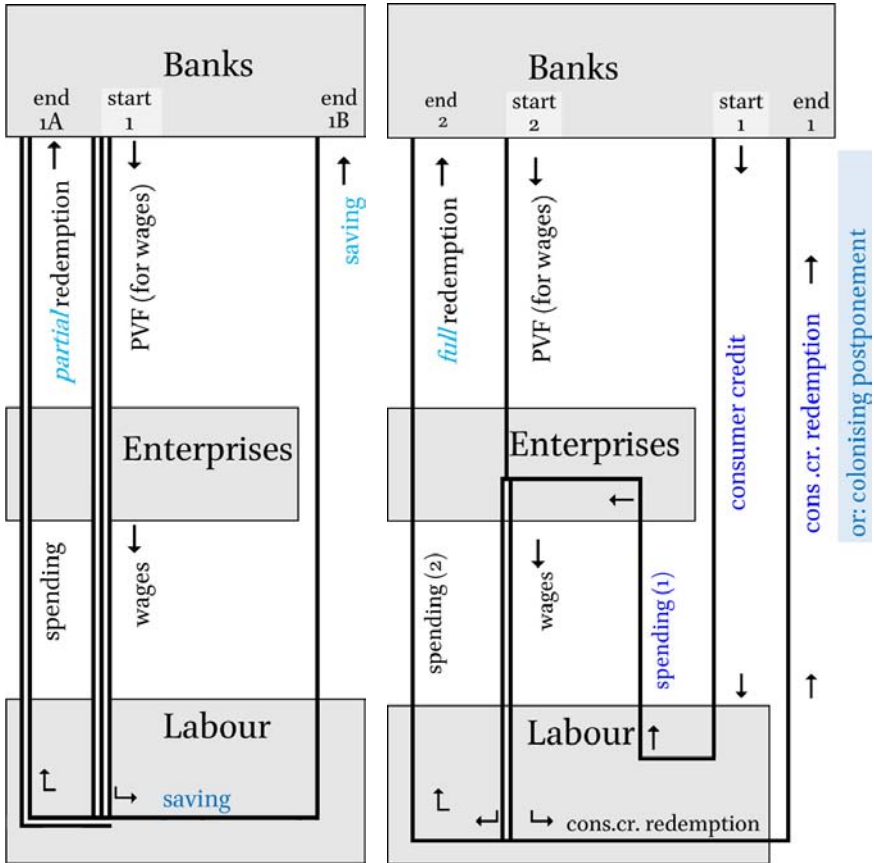 Banks
end
1A
start
1
end
1B
partial redemption
PVF (for wages)
saving
Enterprises
spending
wages
Labour
saving
Banks
end
2
start
2
start
1
end
1
full redemption
PVF (for wages)
consumer credit
cons .cr. redemption
or: colonising postponement
Enterprises
spending (2)
wages
spending (1)
Labour
cons.cr. redemption